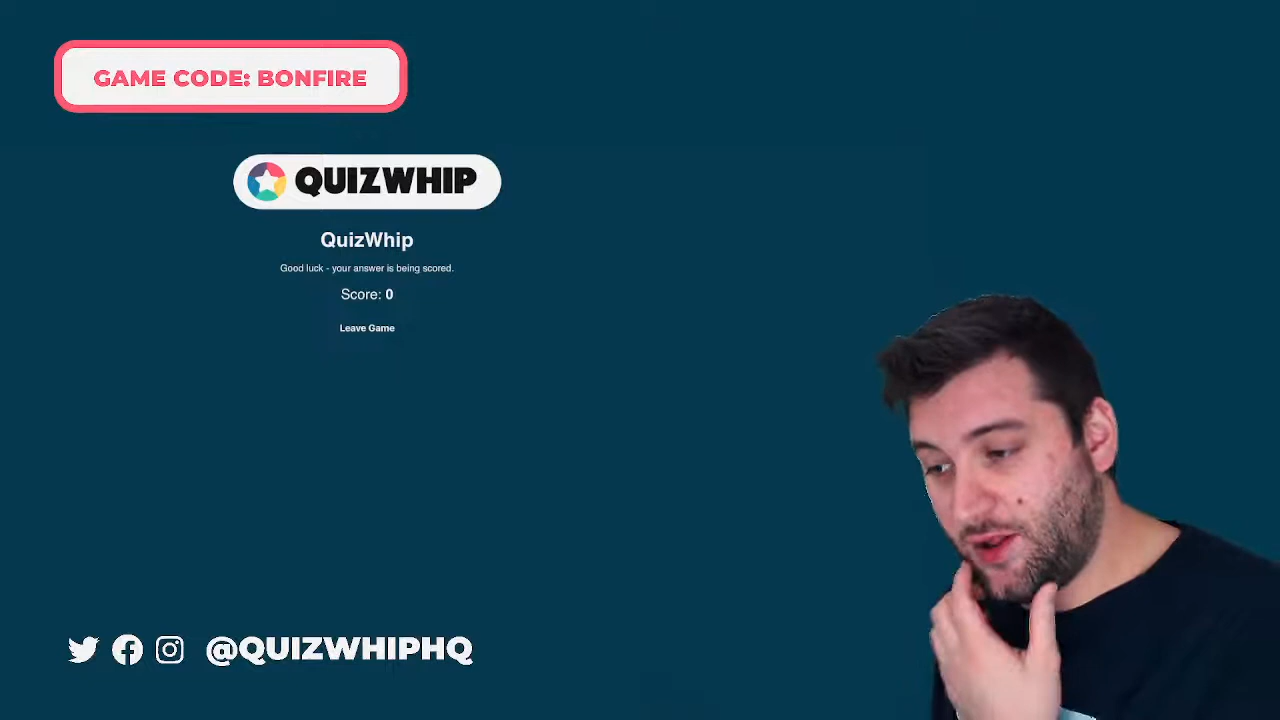 GAME CODE: BONFIRE
QUIZWHIP
QuizWhip
Good luck - your answer is being scored.
Score: 0
Leave Game
@QUIZWHIPHQ